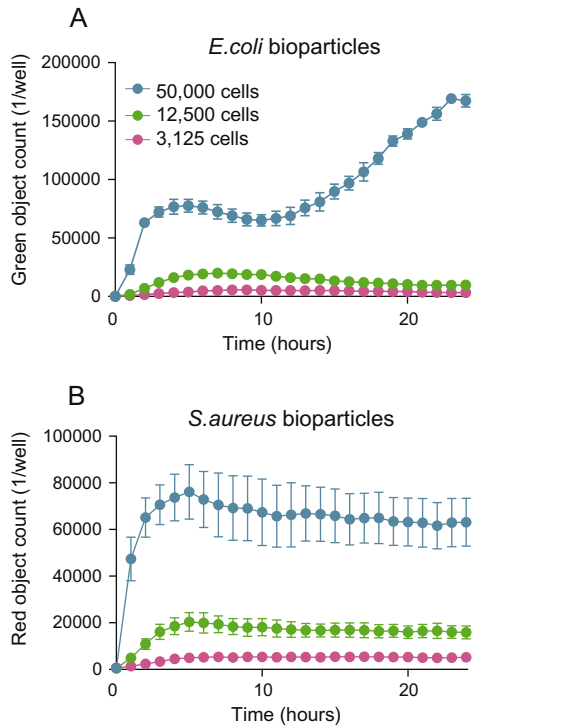 A
E.coli bioparticles
Green object count (1/well)
200000
150000
100000
50000
0
50,000 cells
12,500 cells
3,125 cells
0
10
20
Time (hours)
B
S.aureus bioparticles
Red object count (1/well)
100000
80000
60000
40000
20000
0
0
10
20
Time (hours)